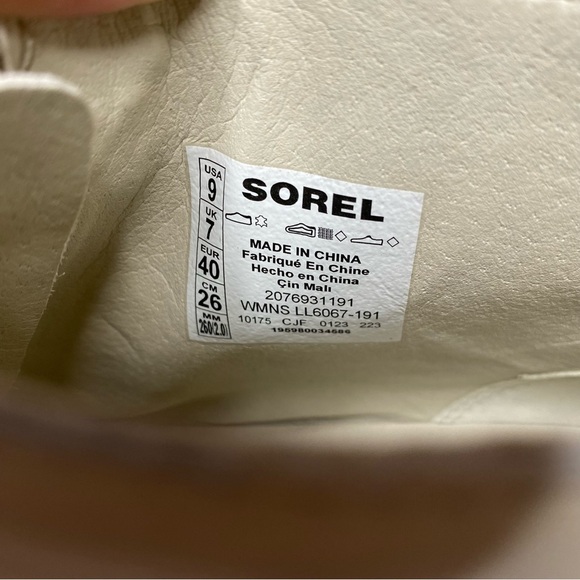 USA 9
UK 7
EUR 40
CM 26
MM 260(2.0)
SOREL
MADE IN CHINA
Fabriqué En Chine
Hecho en China
Çin Malı
2076931191
WMNS LL6067-191
10175 CJF 0123 223
195980034586